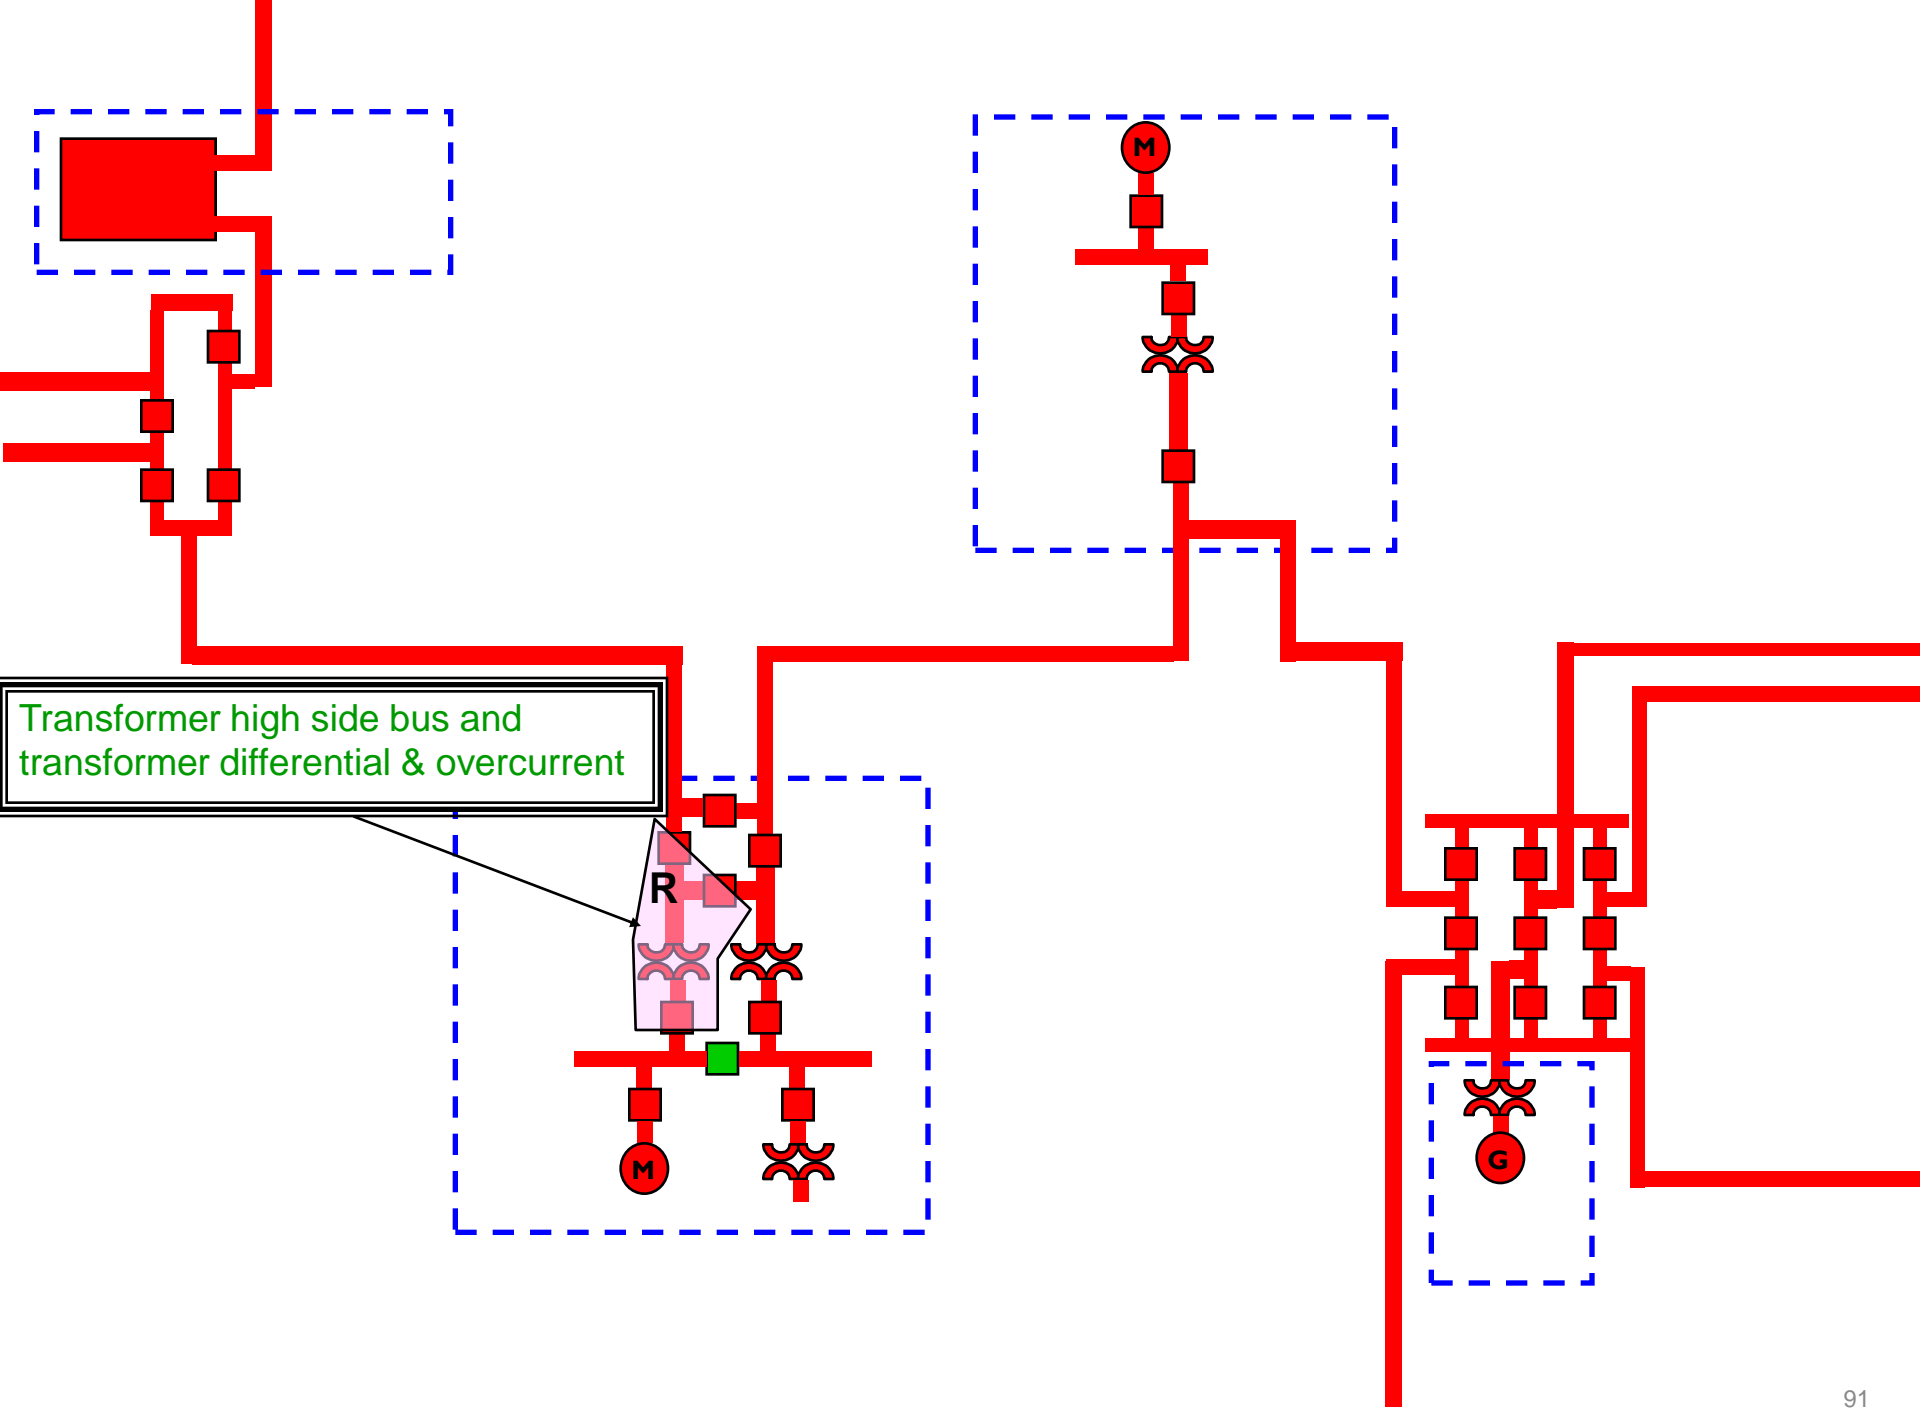 M
Transformer high side bus and
transformer differential & overcurrent
R
M
G
91